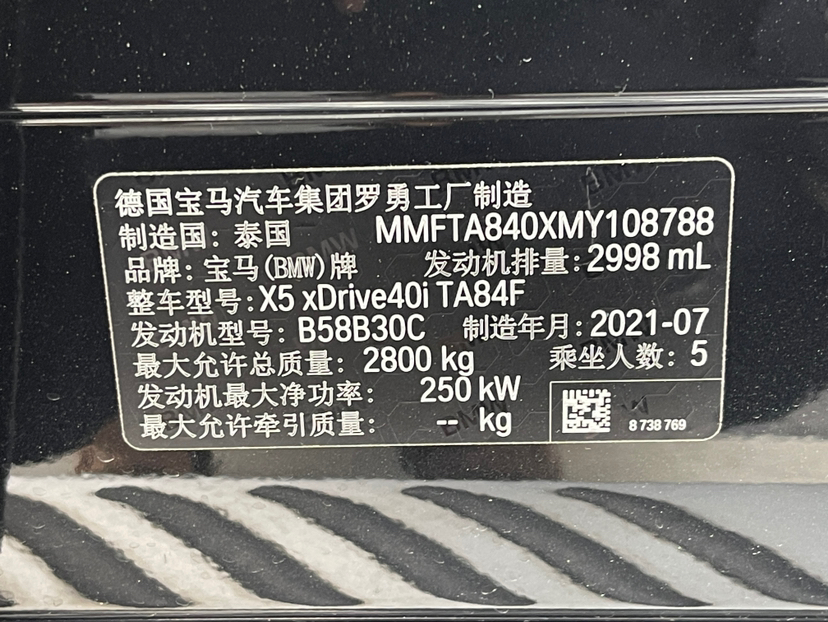 德国宝马汽车集团罗勇工厂制造
制造国：泰国 MMFTA840XMY108788
品牌：宝马(BMW)牌 发动机排量：2998 mL
整车型号：X5 xDrive40i TA84F
发动机型号：B58B30C 制造年月：2021-07
最大允许总质量：2800 kg 乘坐人数：5
发动机最大净功率：250 kW
最大允许牵引质量：-- kg
8 738 769